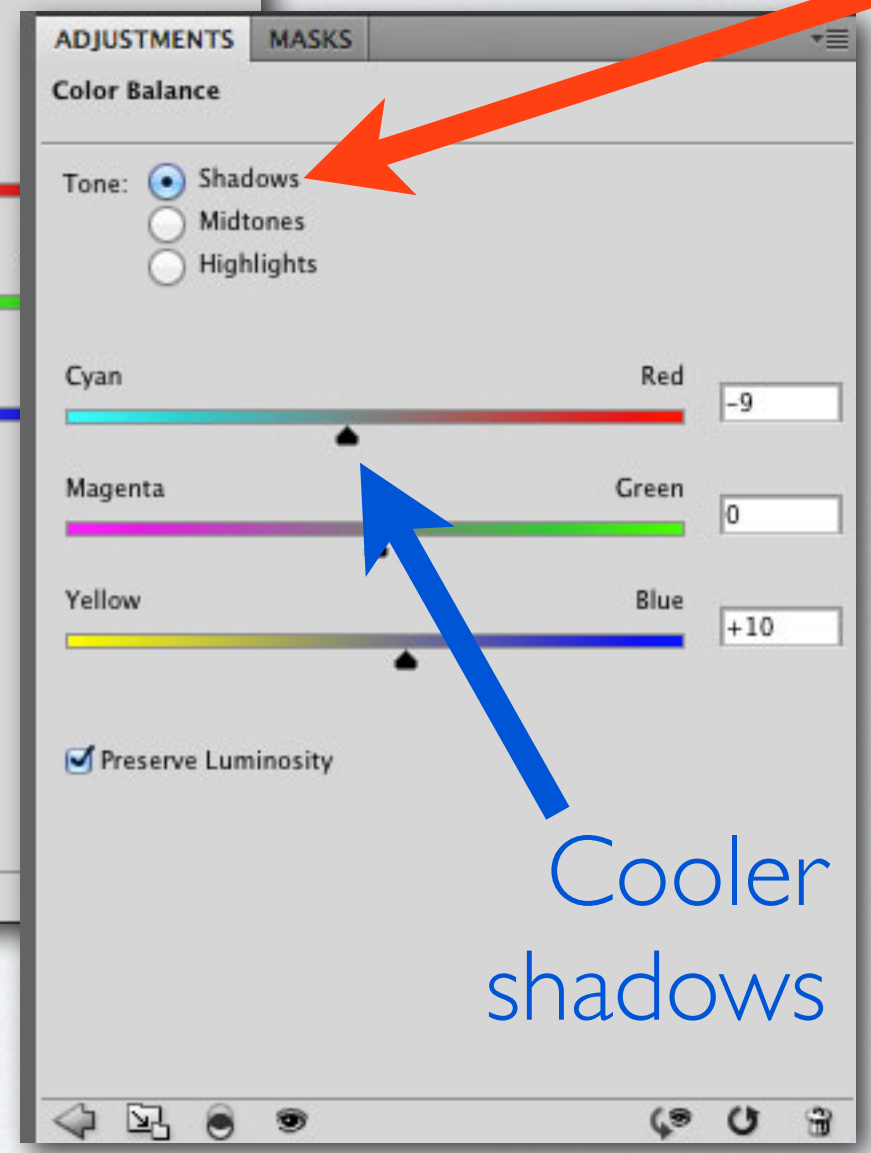 ADJUSTMENTS MASKS
Color Balance
Tone: Shadows
Midtones
Highlights
Cyan Red -9
Magenta Green 0
Yellow Blue +10
Preserve Luminosity
Cooler
shadows